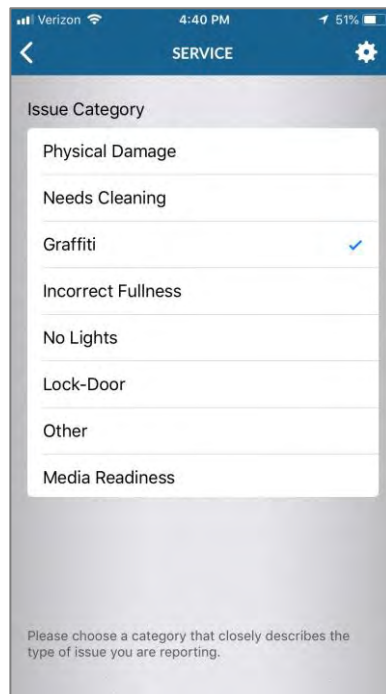 Verizon 4:40 PM 51%
SERVICE
Issue Category
Physical Damage
Needs Cleaning
Graffiti
Incorrect Fullness
No Lights
Lock-Door
Other
Media Readiness
Please choose a category that closely describes the
type of issue you are reporting.